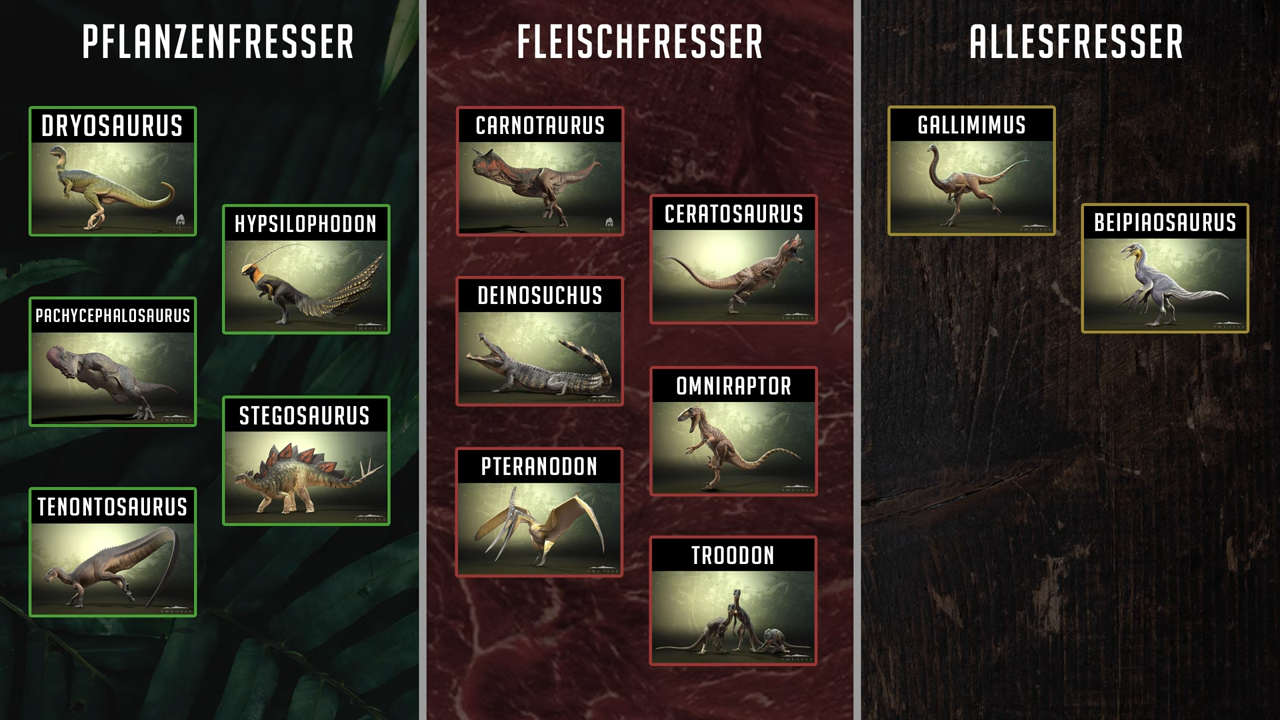 PFLANZENFRESSER
DRYOSAURUS
HYPSILOPHODON
PACHYCEPHALOSAURUS
STEGOSAURUS
TENONTOSAURUS
FLEISCHFRESSER
CARNOTAURUS
CERATOSAURUS
DEINOSUCHUS
OMNIRAPTOR
PTERANODON
TROODON
ALLESFRESSER
GALLIMIMUS
BEIPIAOSAURUS